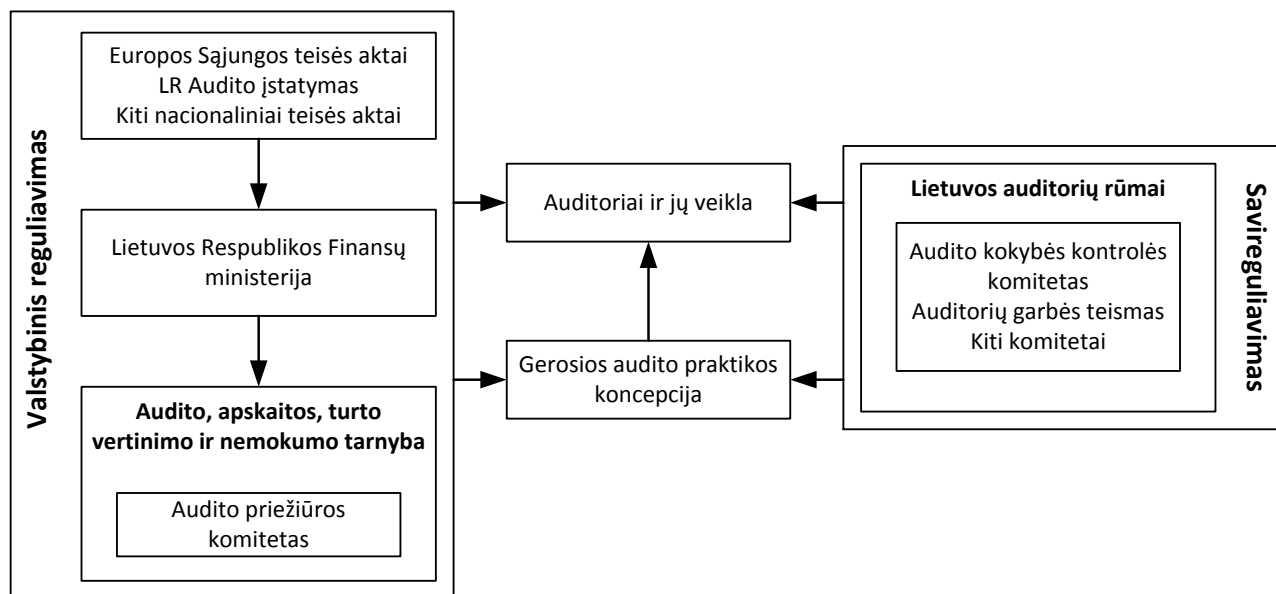 Valstybinis reguliavimas
Europos Sąjungos teisės aktai
LR Audito įstatymas
Kiti nacionaliniai teisės aktai
Lietuvos Respublikos Finansų
ministerija
Audito, apskaitos, turto
vertinimo ir nemokumo tarnyba
Audito priežiūros
komitetas
Auditoriai ir jų veikla
Gerosios audito praktikos
koncepcija
Lietuvos auditorių rūmai
Audito kokybės kontrolės
komitetas
Auditorių garbės teismas
Kiti komitetai
Savireguliavimas